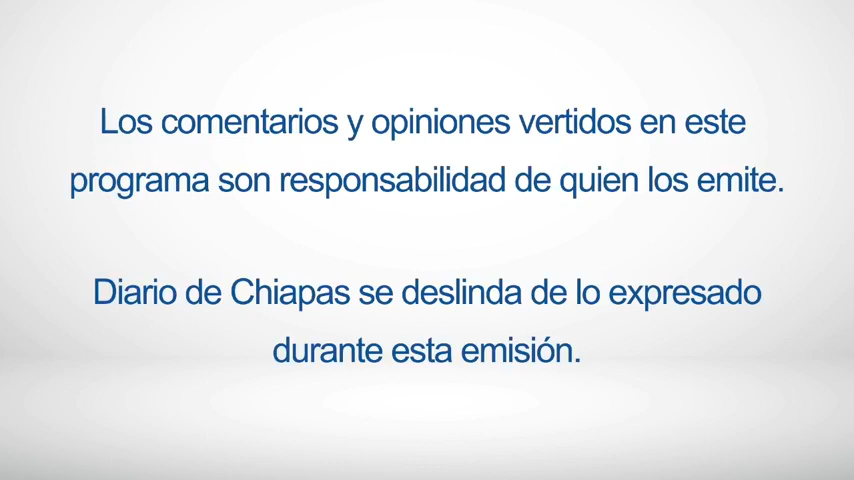 Los comentarios y opiniones vertidos en este
programa son responsabilidad de quien los emite.
Diario de Chiapas se deslinda de lo expresado
durante esta emisión.